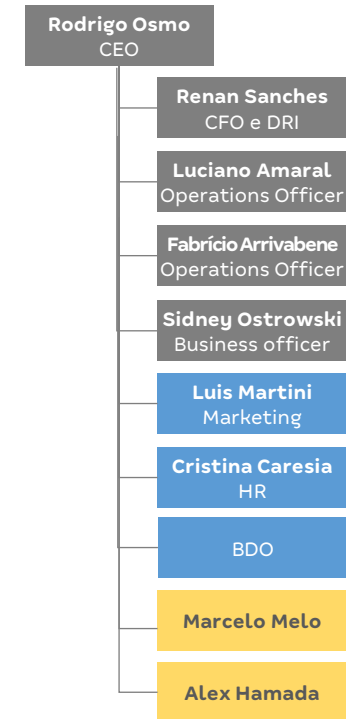 Rodrigo Osmo
CEO
Renan Sanches
CFO e DRI
Luciano Amaral
Operations Officer
Fabrício Arrivabene
Operations Officer
Sidney Ostrowski
Business officer
Luis Martini
Marketing
Cristina Caresia
HR
BDO
Marcelo Melo
Alex Hamada